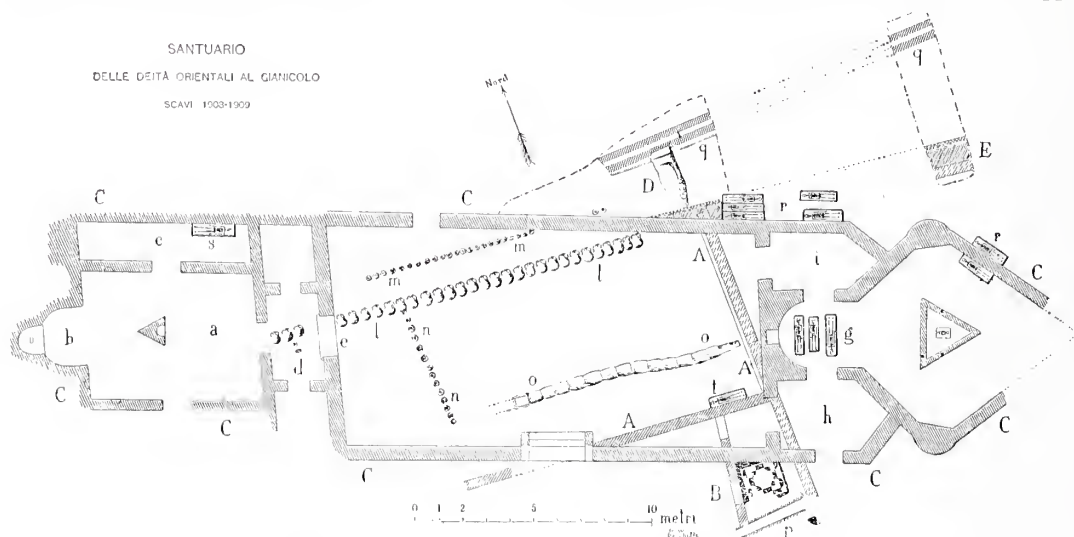 SANTUARIO
DELLE DEITÀ ORIENTALI AL GIANICOLO
SCAVI 1908-1909
Nord
q
q
E
D
C
C
r
c
s
m
A
i
r
m
l
C
l
b
a
e
n
o
g
d
o
A
t
C
n
h
C
A
C
C
B
C
0 1 2 5 10
metri
p